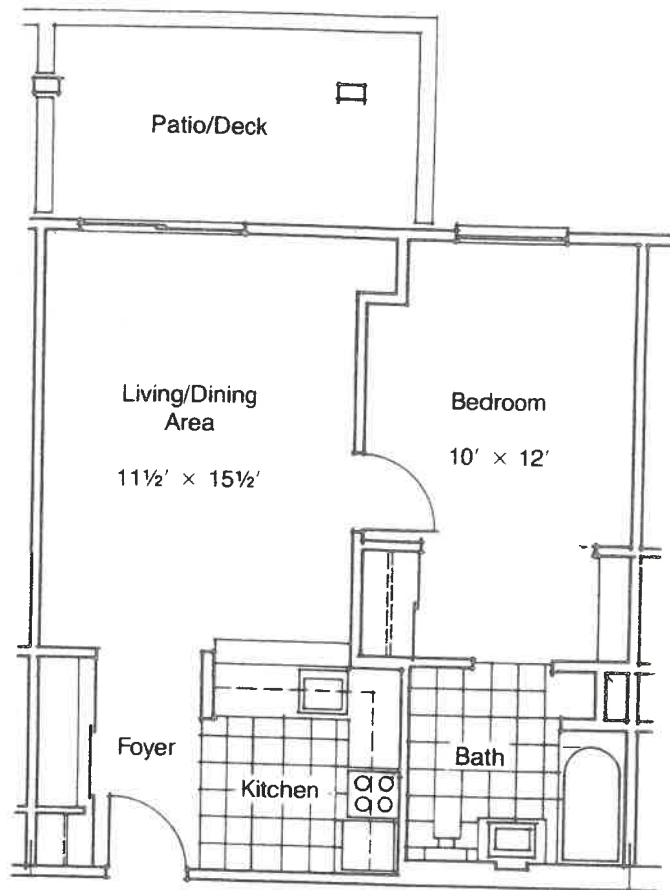 Patio/Deck
Living/Dining
Area
11½′ × 15½′
Bedroom
10′ × 12′
Foyer
Kitchen
Bath